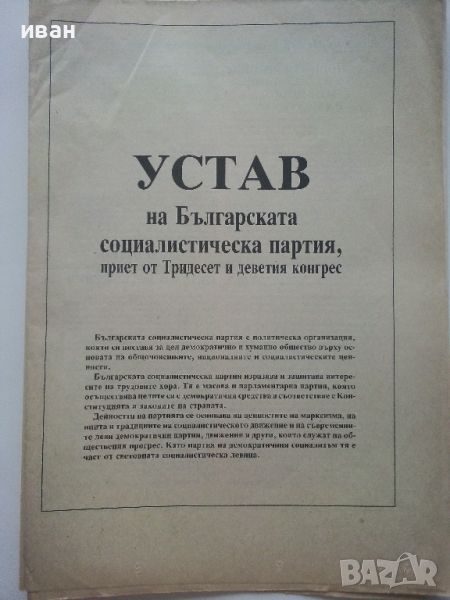 иван
УСТАВ
на Българската
социалистическа партия,
приет от Тридесет и деветия конгрес
Българската социалистическа партия е политическа организация,
която си поставя за цел демократично и хуманно общество върху ос-
новата на общочовешките, националните и социалистическите цен-
ности.
Българската социалистическа партия изразява и защитава интере-
сите на трудовите хора. Тя е масова и парламентарна партия, която
осъществява целите си с демократични средства в съответствие с Кон-
ституцията и законите на страната.
Дейността на партията се основава на ценностите на марксизма, на
опита и традициите на социалистическото движение и на съвременни-
те леви демократични партии, движения и други, които служат на об-
ществения прогрес. Като партия на демократичния социализъм тя е
част от световната социалистическа левица.
BAZAR